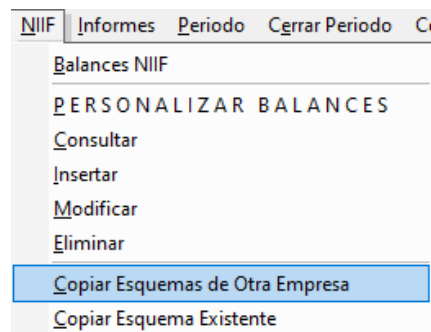 NIIF Informes Periodo Cerrar Periodo
Balances NIIF
PERSONALIZAR BALANCES
Consultar
Insertar
Modificar
Eliminar
Copiar Esquemas de Otra Empresa
Copiar Esquema Existente